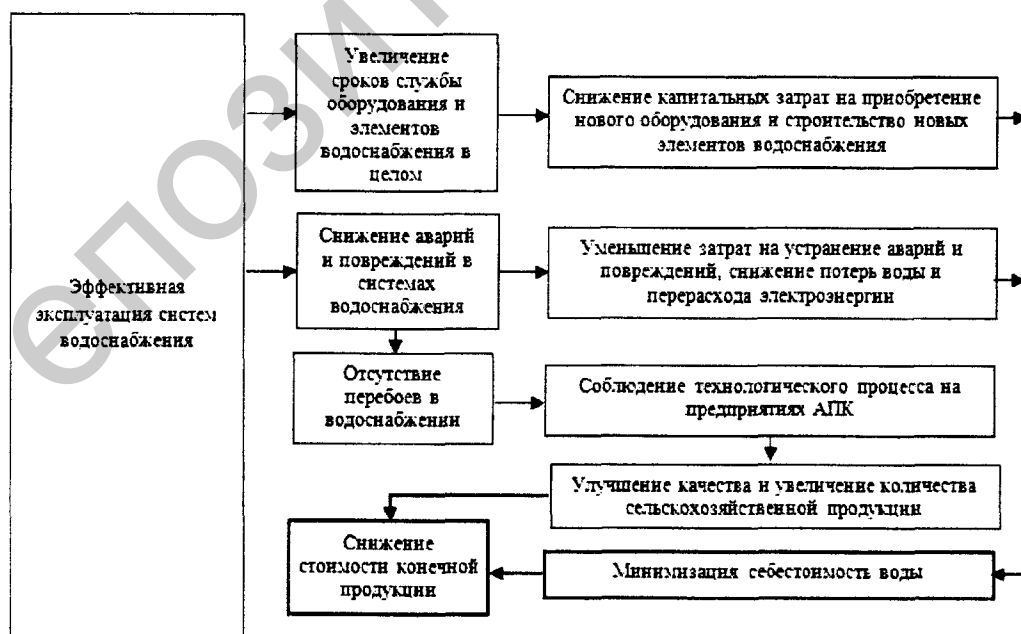 Эффективная
эксплуатация систем
водоснабжения
Увеличение
сроков службы
оборудования и
элементов
водоснабжения в
целом
Снижение капитальных затрат на приобретение
нового оборудования и строительство новых
элементов водоснабжения
Снижение аварий
и повреждений в
системах
водоснабжения
Уменьшение затрат на устранение аварий и
повреждений, снижение потерь воды и
перерасхода электроэнергии
Отсутствие
перебоев в
водоснабжении
Соблюдение технологического процесса на
предприятиях АПК
Улучшение качества и увеличение количества
сельскохозяйственной продукции
Снижение
стоимости конечной
продукции
Минимизация себестоимость воды